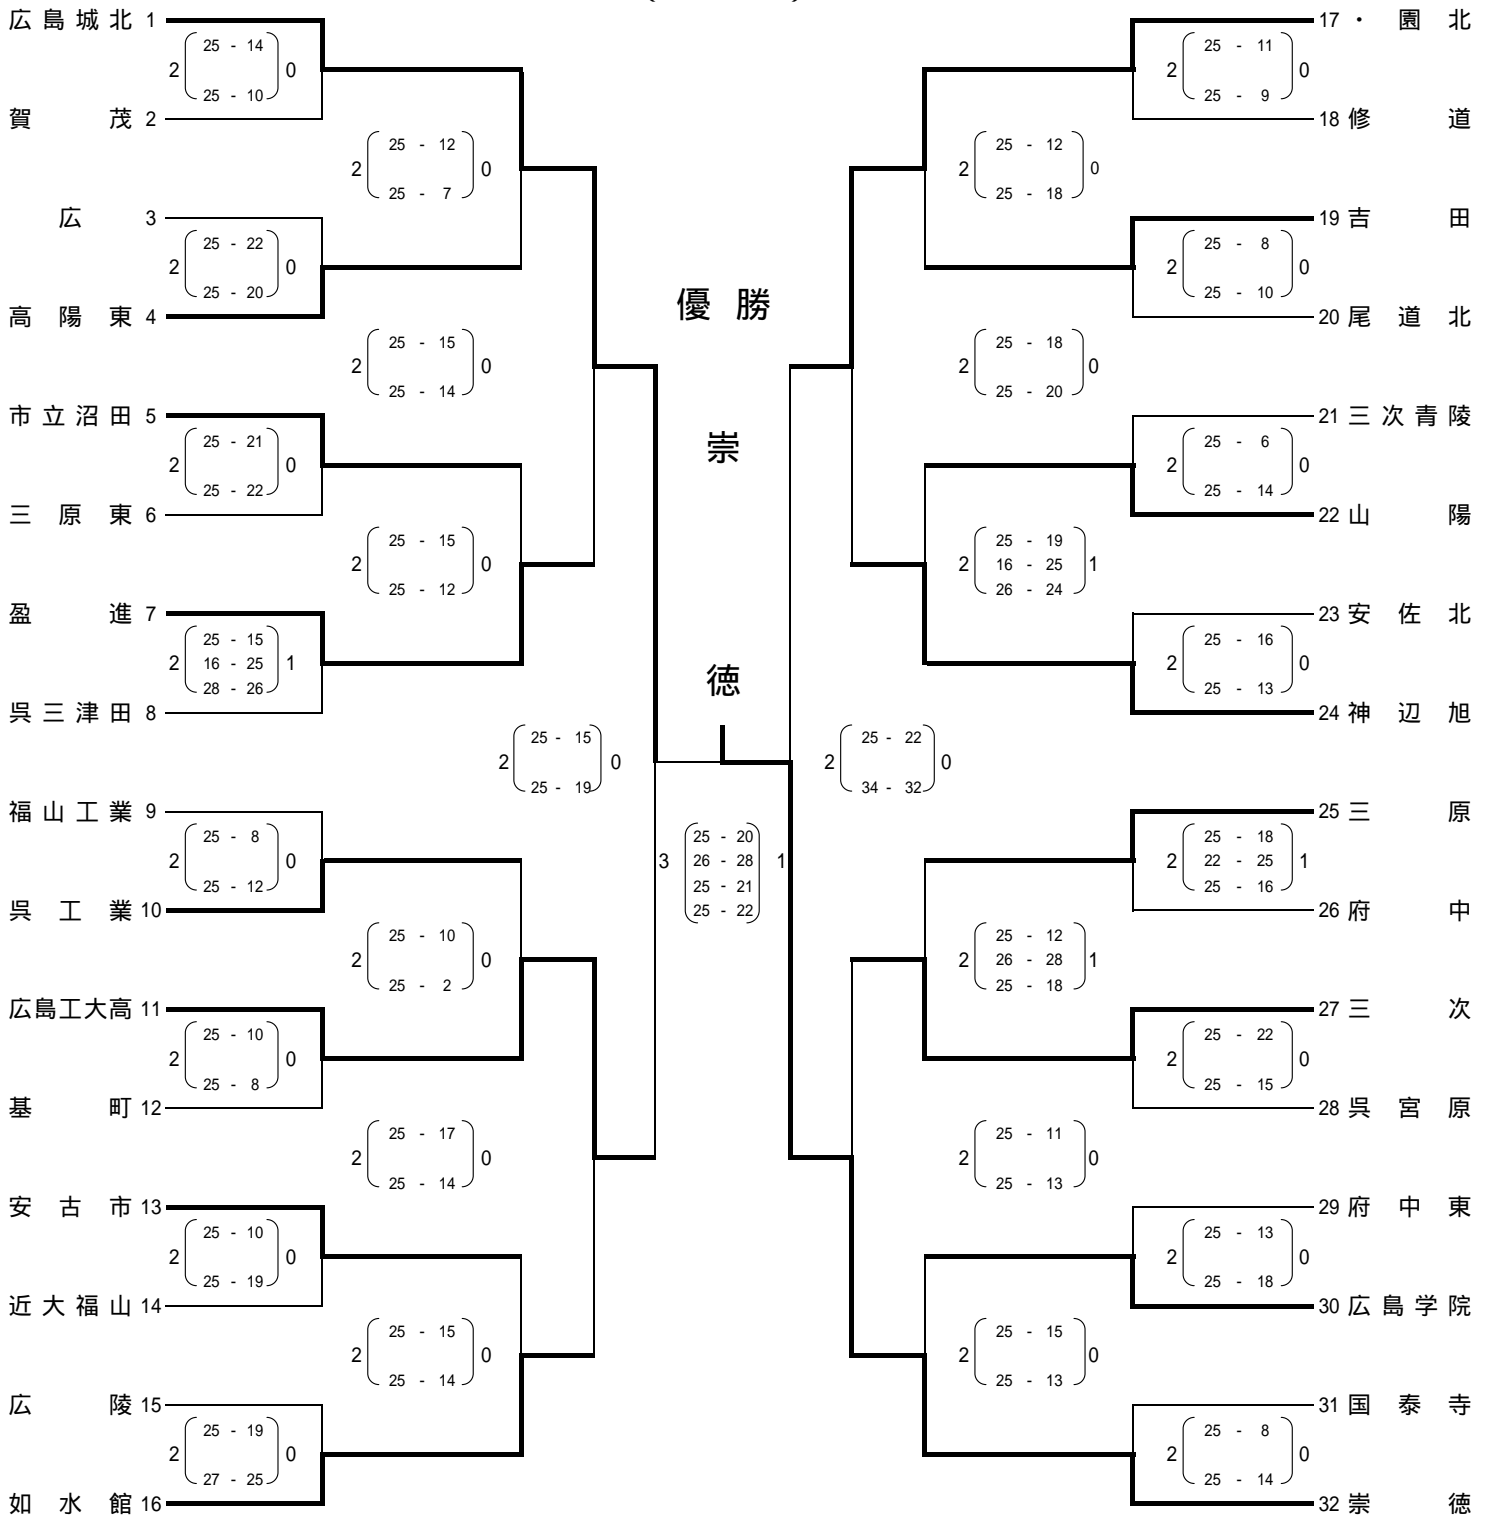 広島城北 1
25 - 14
2 0
25 - 10
賀茂 2
25 - 12
2 0
25 - 7
広 3
25 - 22
2 0
25 - 20
高陽東 4
25 - 15
2 0
25 - 14
市立沼田 5
25 - 21
2 0
25 - 22
三原東 6
25 - 15
2 0
25 - 12
盈進 7
25 - 15
2 16 - 25 1
28 - 26
呉三津田 8
25 - 15
2 0
25 - 19
福山工業 9
25 - 8
2 0
25 - 12
呉工業 10
25 - 10
2 0
25 - 2
広島工大高 11
25 - 10
2 0
25 - 8
基町 12
25 - 17
2 0
25 - 14
安古市 13
25 - 10
2 0
25 - 19
近大福山 14
25 - 15
2 0
25 - 14
広陵 15
25 - 19
2 0
27 - 25
如水館 16
優勝
崇
徳
25 - 20
3 26 - 28 1
25 - 21
25 - 22
17 ・園北
25 - 11
2 0
25 - 9
18 修道
25 - 12
2 0
25 - 18
19 吉田
25 - 8
2 0
25 - 10
20 尾道北
25 - 18
2 0
25 - 20
21 三次青陵
25 - 6
2 0
25 - 14
22 山陽
25 - 19
2 16 - 25 1
26 - 24
23 安佐北
25 - 16
2 0
25 - 13
24 神辺旭
25 - 22
2 0
34 - 32
25 三原
25 - 18
2 22 - 25 1
25 - 16
26 府中
25 - 12
2 26 - 28 1
25 - 18
27 三次
25 - 22
2 0
25 - 15
28 呉宮原
25 - 11
2 0
25 - 13
29 府中東
25 - 13
2 0
25 - 18
30 広島学院
25 - 15
2 0
25 - 13
31 国泰寺
25 - 8
2 0
25 - 14
32 崇徳